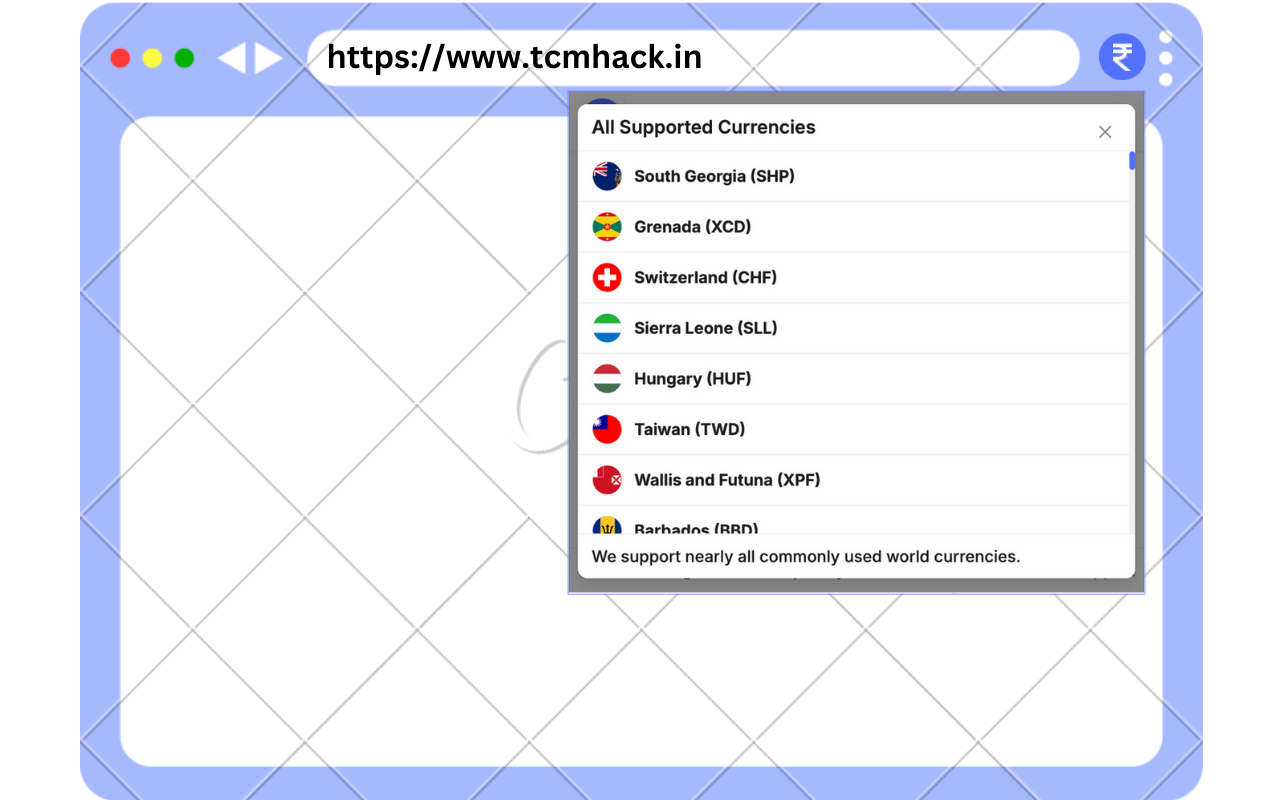 https://www.tcmhack.in
₹
All Supported Currencies
South Georgia (SHP)
Grenada (XCD)
Switzerland (CHF)
Sierra Leone (SLL)
Hungary (HUF)
Taiwan (TWD)
Wallis and Futuna (XPF)
Barbados (BBD)
We support nearly all commonly used world currencies.